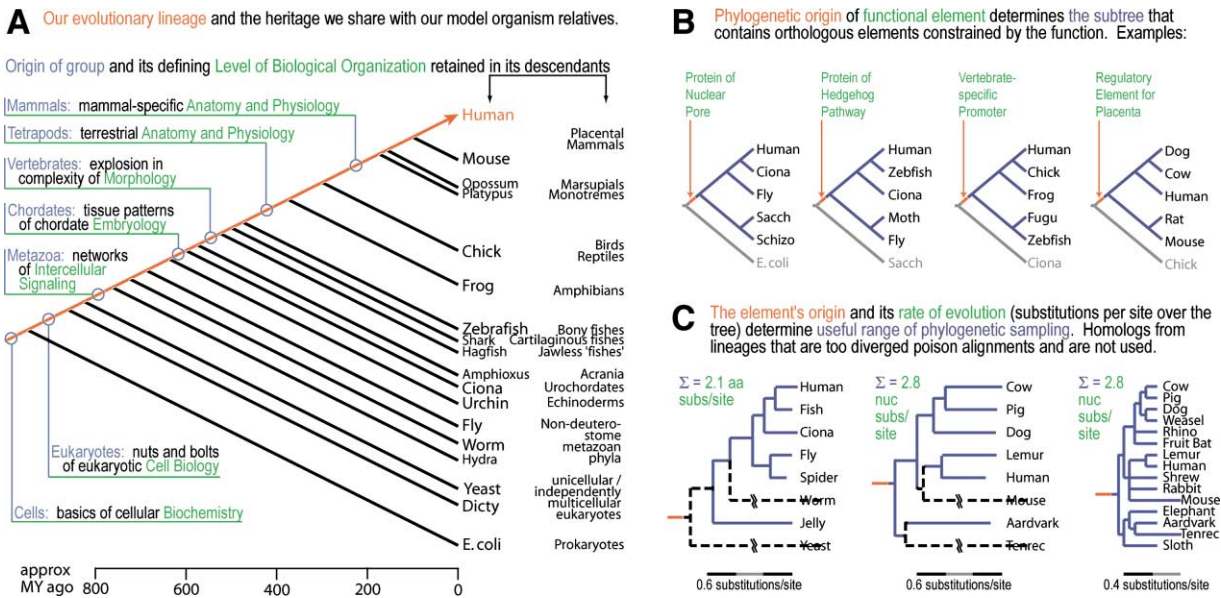 A Our evolutionary lineage and the heritage we share with our model organism relatives.
Origin of group and its defining Level of Biological Organization retained in its descendants
Mammals: mammal-specific Anatomy and Physiology
Tetrapods: terrestrial Anatomy and Physiology
Vertebrates: explosion in
complexity of Morphology
Chordates: tissue patterns
of chordate Embryology
Metazoa: networks
of Intercellular
Signaling
Eukaryotes: nuts and bolts
of eukaryotic Cell Biology
Cells: basics of cellular Biochemistry
Human
Mouse
Opossum
Platypus
Chick
Frog
Zebrafish
Shark
Hagfish
Amphioxus
Ciona
Urchin
Fly
Worm
Hydra
Yeast
Dicty
E.coli
Placental
Mammals
Marsupials
Monotremes
Birds
Reptiles
Amphibians
Bony fishes
Cartilaginous fishes
Jawless 'fishes'
Acrania
Urochordates
Echinoderms
Non-deutero-
stome
metazoan
phyla
unicellular /
independently
multicellular
eukaryotes
Prokaryotes
approx
MY ago 800 600 400 200 0
B Phylogenetic origin of functional element determines the subtree that
contains orthologous elements constrained by the function. Examples:
Protein of
Nuclear
Pore
Human
Ciona
Fly
Sacch
Schizo
E.coli
Protein of
Hedgehog
Pathway
Human
Zebfish
Ciona
Moth
Fly
Sacch
Vertebrate-
specific
Promoter
Human
Chick
Frog
Fugu
Zebfish
Ciona
Regulatory
Element for
Placenta
Dog
Cow
Human
Rat
Mouse
Chick
C The element's origin and its rate of evolution (substitutions per site over the
tree) determine useful range of phylogenetic sampling. Homologs from
lineages that are too diverged poison alignments and are not used.
Σ = 2.1 aa
subs/site
Human
Fish
Ciona
Fly
Spider
Worm
Jelly
Yeast
0.6 substitutions/site
Σ = 2.8
nuc
subs/
site
Cow
Pig
Dog
Lemur
Human
Mouse
Aardvark
Tenrec
0.6 substitutions/site
Σ = 2.8
nuc
subs/
site
Cow
Pig
Dog
Weasel
Rhino
Fruit Bat
Lemur
Human
Shrew
Rabbit
Mouse
Elephant
Aardvark
Tenrec
Sloth
0.4 substitutions/site